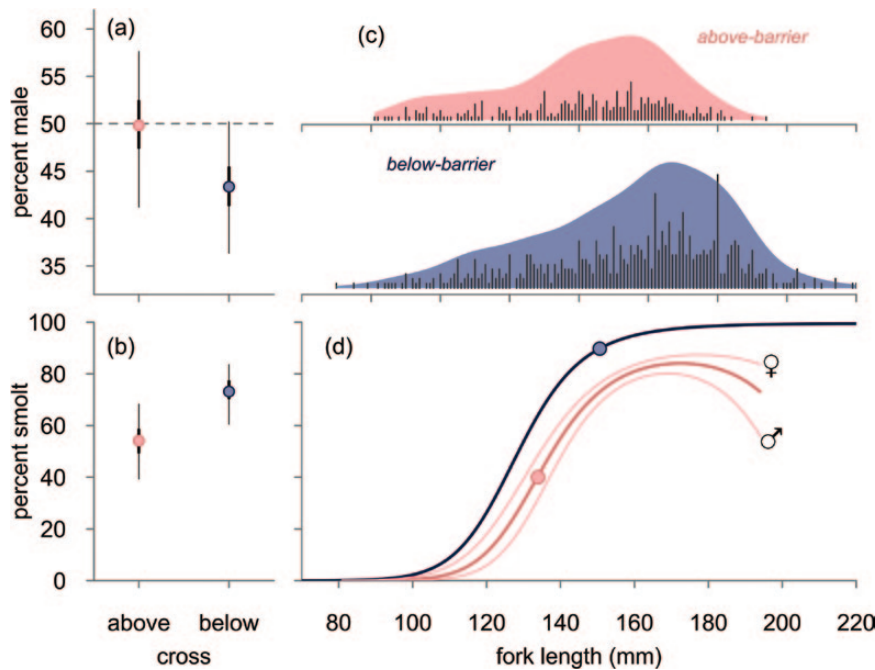 (a)
percent male
60
55
50
45
40
35
(b)
percent smolt
100
80
60
40
20
0
above below
cross
(c)
above-barrier
below-barrier
(d)
♀
♂
80 100 120 140 160 180 200 220
fork length (mm)